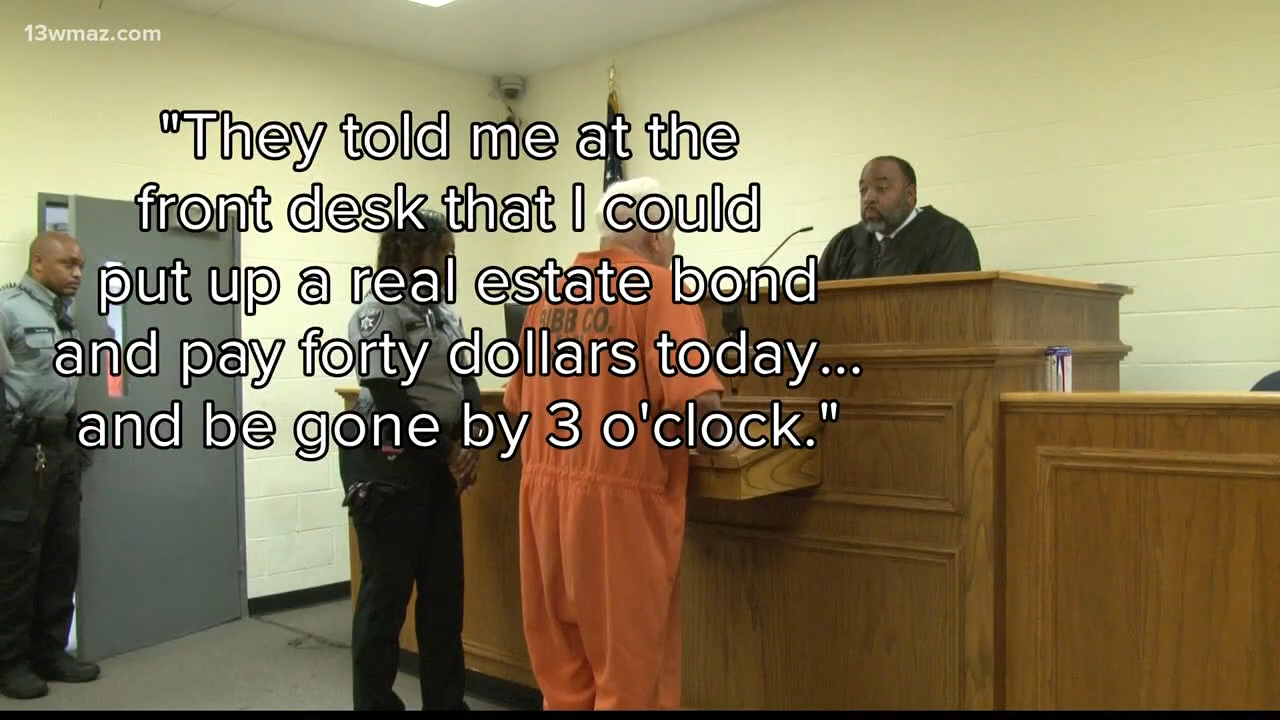 13wmaz.com
"They told me at the
front desk that I could
put up a real estate bond
and pay forty dollars today...
and be gone by 3 o'clock."
BIBB CO.